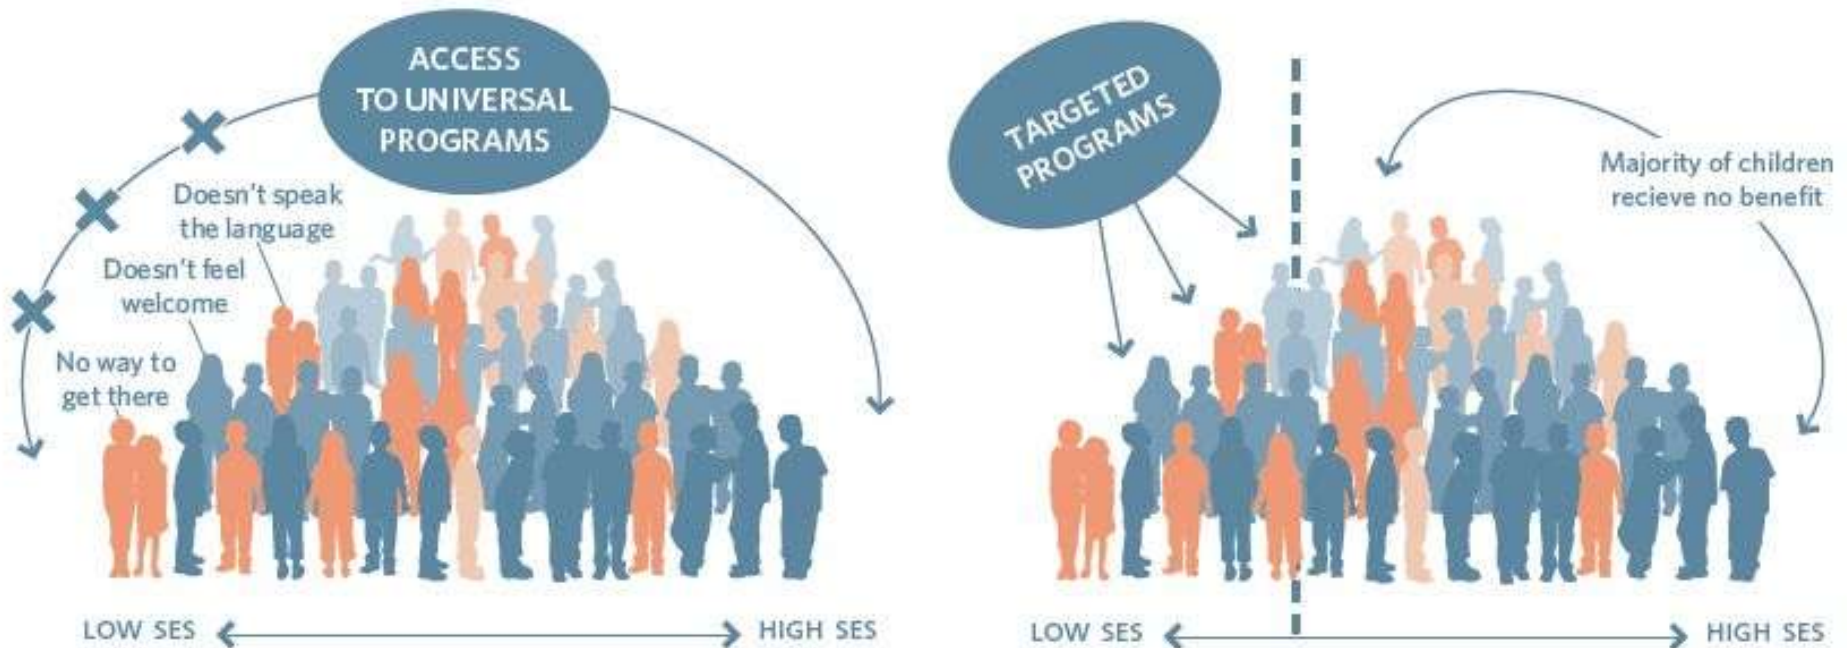 ACCESS
TO UNIVERSAL
PROGRAMS
Doesn't speak
the language
Doesn't feel
welcome
No way to
get there
LOW SES
HIGH SES
TARGETED
PROGRAMS
Majority of children
recieve no benefit
LOW SES
HIGH SES